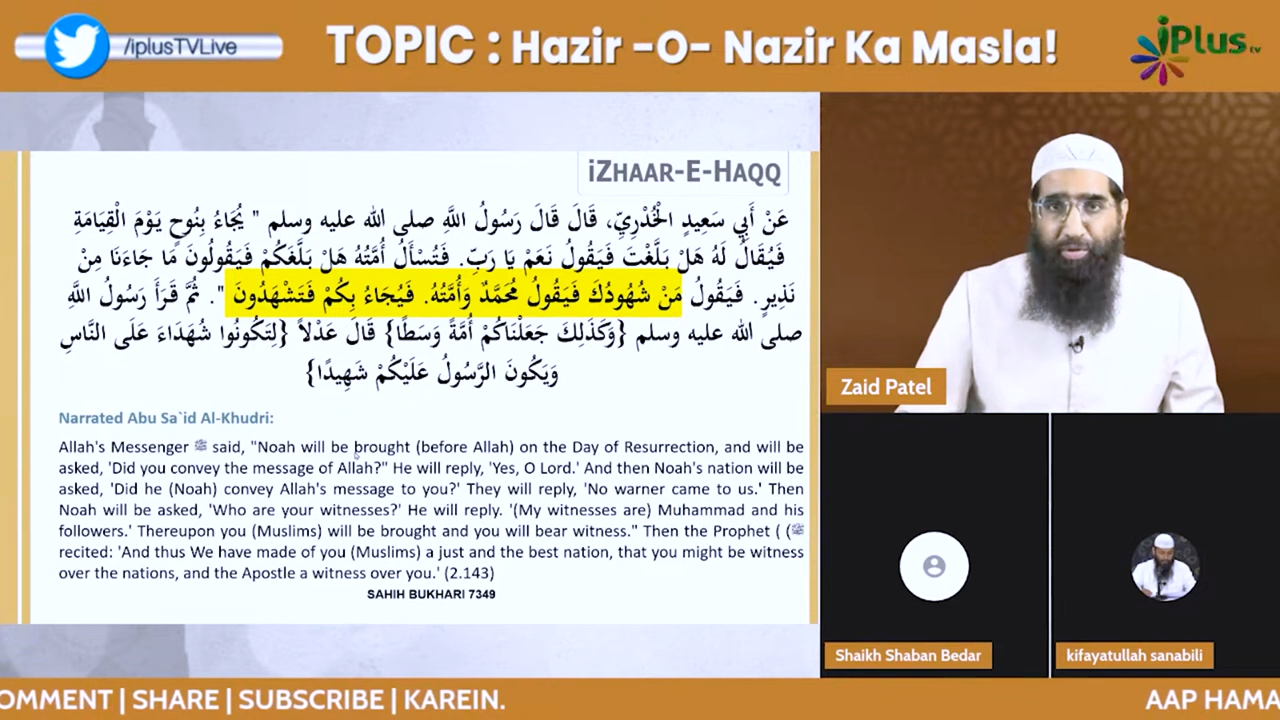 /iplusTVLive
TOPIC : Hazir -O- Nazir Ka Masla!
iPlus tv
iZHAAR-E-HAQQ
عَنْ أَبِي سَعِيدٍ الْخُدْرِيِّ، قَالَ قَالَ رَسُولُ اللَّهِ صلى الله عليه وسلم " يُجَاءُ بِنُوحٍ يَوْمَ الْقِيَامَةِ
فَيُقَالُ لَهُ هَلْ بَلَّغْتَ فَيَقُولُ نَعَمْ يَا رَبِّ. فَتُسْأَلُ أُمَّتُهُ هَلْ بَلَّغَكُمْ فَيَقُولُونَ مَا جَاءَنَا مِنْ
نَذِيرٍ. فَيَقُولُ مَنْ شُهُودُكَ فَيَقُولُ مُحَمَّدٌ وَأُمَّتُهُ. فَيُجَاءُ بِكُمْ فَتَشْهَدُونَ ". ثُمَّ قَرَأَ رَسُولُ اللَّهِ
صلى الله عليه وسلم {وَكَذَلِكَ جَعَلْنَاكُمْ أُمَّةً وَسَطًا} قَالَ عَدْلاً {لِتَكُونُوا شُهَدَاءَ عَلَى النَّاسِ
وَيَكُونَ الرَّسُولُ عَلَيْكُمْ شَهِيدًا}
Narrated Abu Sa`id Al-Khudri:
Allah's Messenger ﷺ said, "Noah will be brought (before Allah) on the Day of Resurrection, and will be
asked, 'Did you convey the message of Allah?" He will reply, 'Yes, O Lord.' And then Noah's nation will be
asked, 'Did he (Noah) convey Allah's message to you?' They will reply, 'No warner came to us.' Then
Noah will be asked, 'Who are your witnesses?' He will reply. '(My witnesses are) Muhammad and his
followers.' Thereupon you (Muslims) will be brought and you will bear witness." Then the Prophet ( (ﷺ
recited: 'And thus We have made of you (Muslims) a just and the best nation, that you might be witness
over the nations, and the Apostle a witness over you.' (2.143)
SAHIH BUKHARI 7349
Zaid Patel
Shaikh Shaban Bedar
kifayatullah sanabili
OMMENT | SHARE | SUBSCRIBE | KAREIN.
AAP HAMA